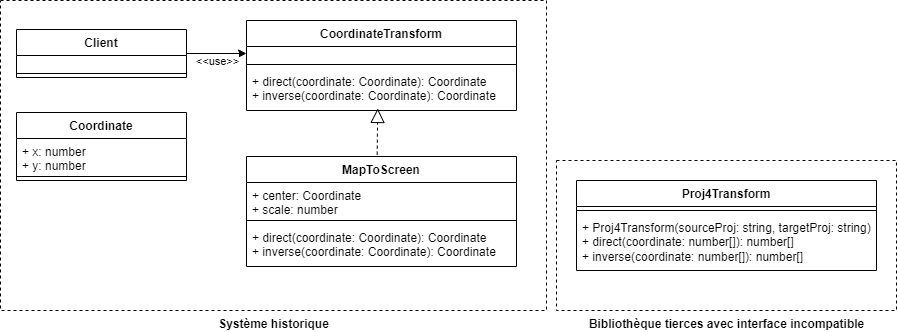 Client
<<use>>
CoordinateTransform
+ direct(coordinate: Coordinate): Coordinate
+ inverse(coordinate: Coordinate): Coordinate
Coordinate
+ x: number
+ y: number
MapToScreen
+ center: Coordinate
+ scale: number
+ direct(coordinate: Coordinate): Coordinate
+ inverse(coordinate: Coordinate): Coordinate
Système historique
Proj4Transform
+ Proj4Transform(sourceProj: string, targetProj: string)
+ direct(coordinate: number[]): number[]
+ inverse(coordinate: number[]): number[]
Bibliothèque tierces avec interface incompatible